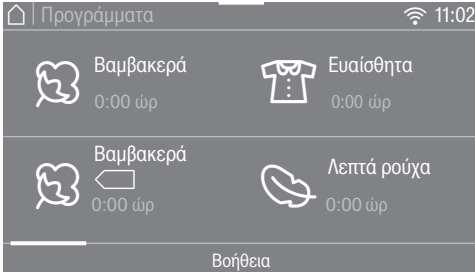 Προγράμματα 11:02
Βαμβακερά
0:00 ώρ
Ευαίσθητα
0:00 ώρ
Βαμβακερά
0:00 ώρ
Λεπτά ρούχα
0:00 ώρ
Βοήθεια